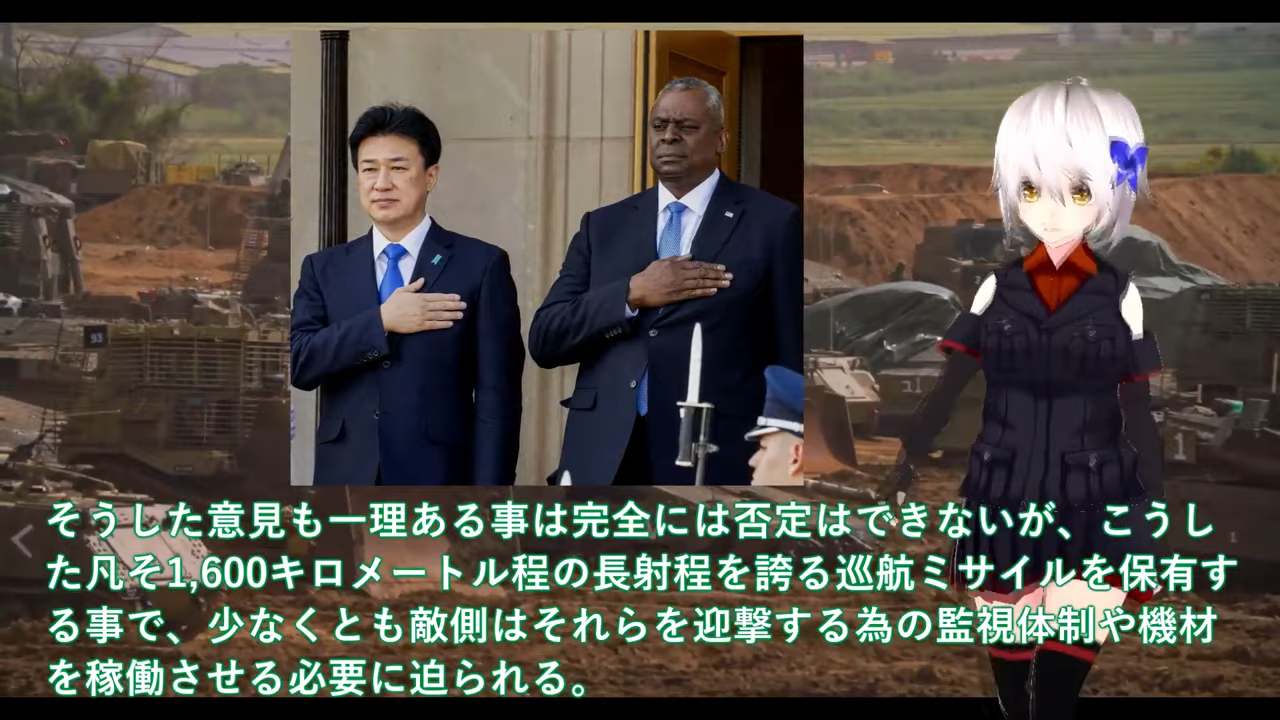 93
1
1
そうした意見も一理ある事は完全には否定はできないが、こうし
た凡そ1,600キロメートル程の長射程を誇る巡航ミサイルを保有す
る事で、少なくとも敵側はそれらを迎撃する為の監視体制や機材
を稼働させる必要に迫られる。